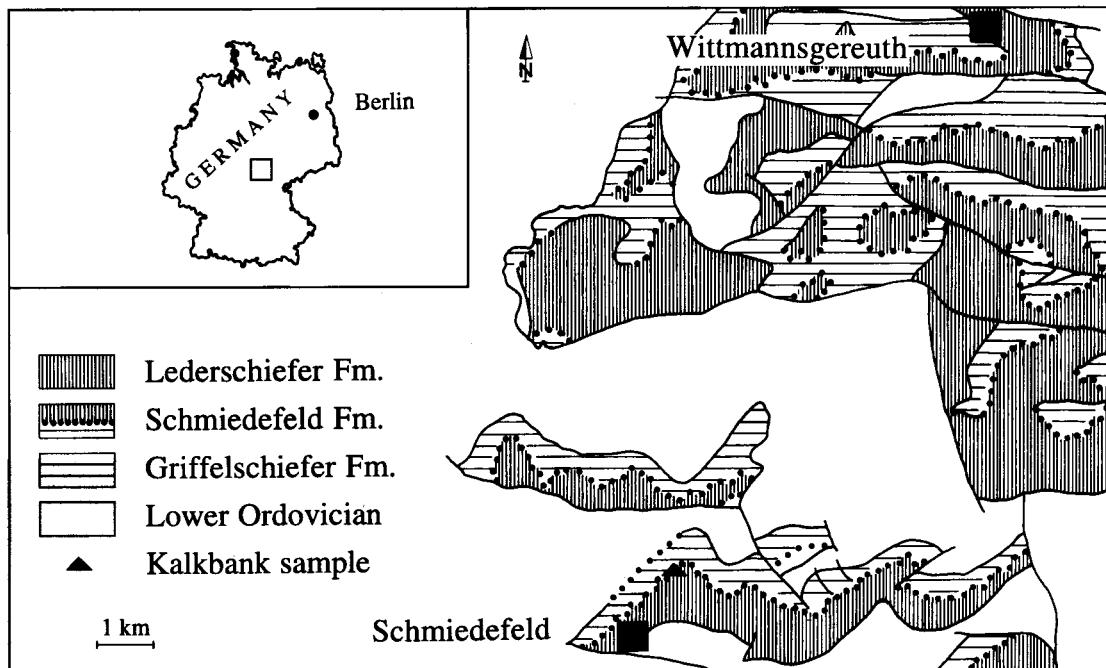 GERMANY
Berlin
N
Wittmannsgereuth
Lederschiefer Fm.
Schmiedefeld Fm.
Griffelschiefer Fm.
Lower Ordovician
Kalkbank sample
1 km
Schmiedefeld